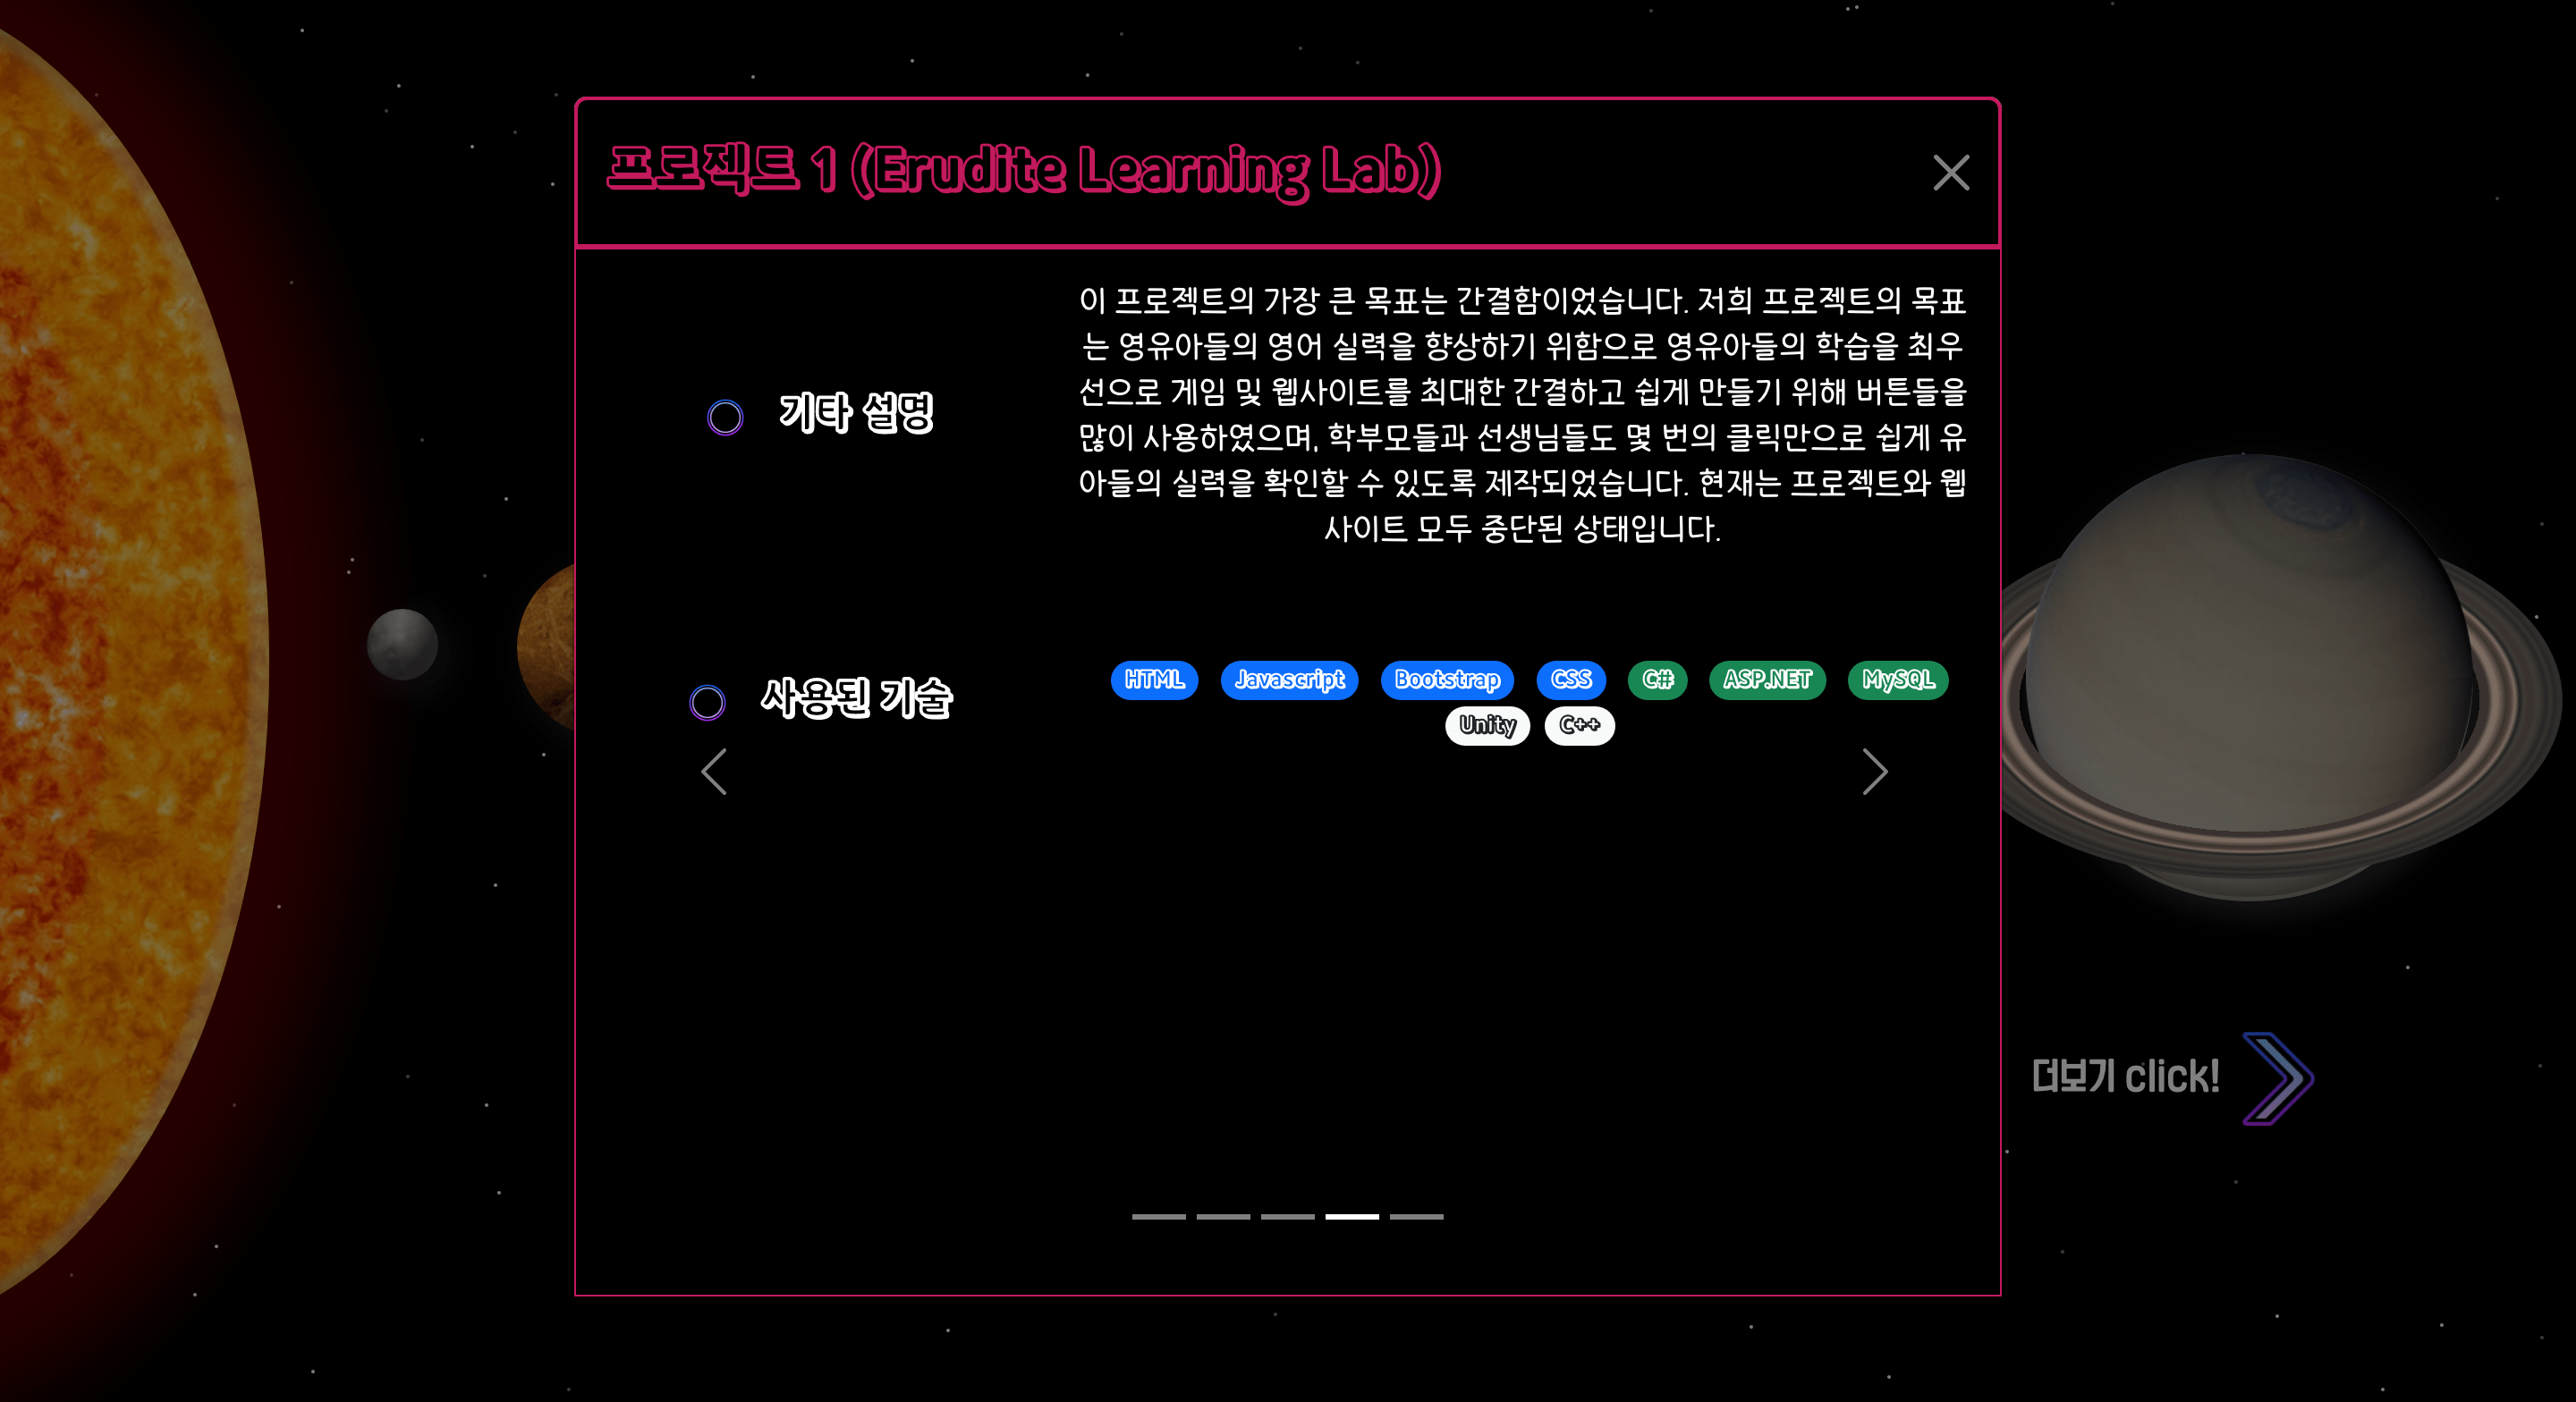 프로젝트 1 (Erudite Learning Lab)
기타 설명
이 프로젝트의 가장 큰 목표는 간결함이었습니다. 저희 프로젝트의 목표
는 영유아들의 영어 실력을 향상하기 위함으로 영유아들의 학습을 최우
선으로 게임 및 웹사이트를 최대한 간결하고 쉽게 만들기 위해 버튼들을
많이 사용하였으며, 학부모들과 선생님들도 몇 번의 클릭만으로 쉽게 유
아들의 실력을 확인할 수 있도록 제작되었습니다. 현재는 프로젝트와 웹
사이트 모두 중단된 상태입니다.
사용된 기술
HTML Javascript Bootstrap CSS C# ASP.NET MySQL
Unity C++
더보기 click!